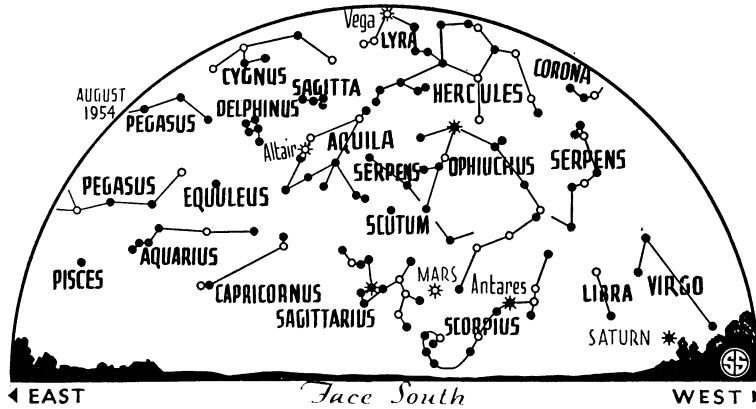 Vega
LYRA
CYGNUS
SAGITTA
HERCULES
CORONA
AUGUST
1954
DELPHINUS
PEGASUS
Altair
AQUILA
SERPENS
OPHIUCHUS
SERPENS
PEGASUS
EQUULEUS
SCUTUM
AQUARIUS
PISCES
CAPRICORNUS
SAGITTARIUS
MARS
Antares
SCORPIUS
LIBRA
VIRGO
SATURN
SS
EAST
Face South
WEST